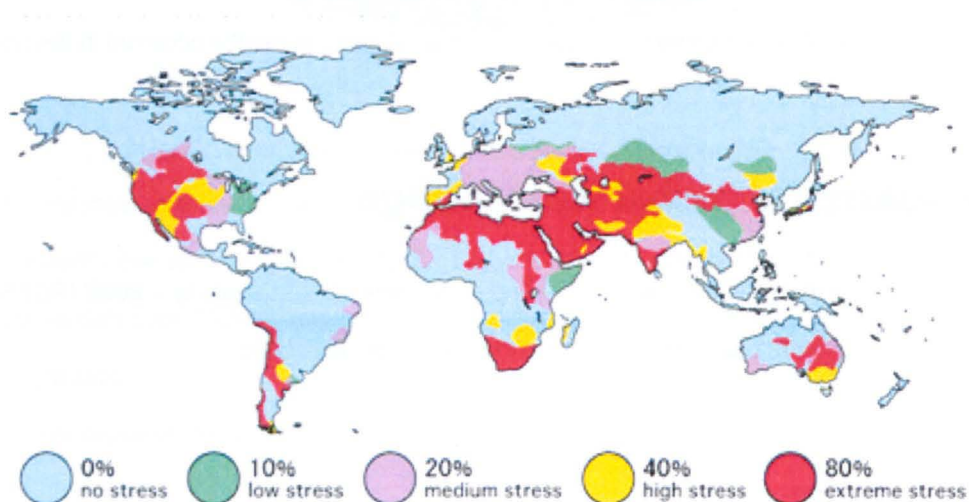 0%
no stress
10%
low stress
20%
medium stress
40%
high stress
80%
extreme stress